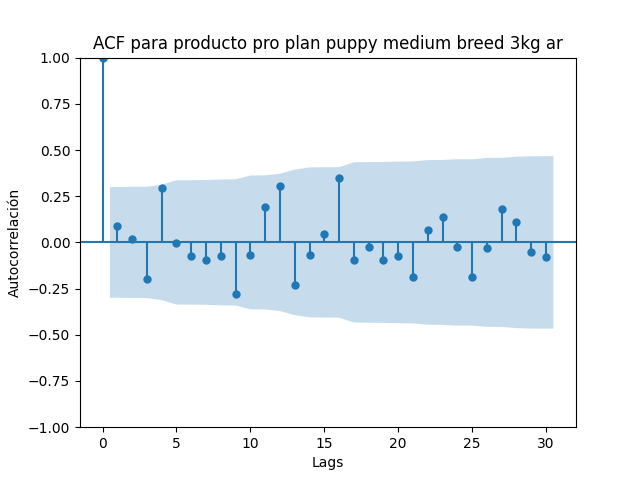 ACF para producto pro plan puppy medium breed 3kg ar
1.00
0.75
0.50
0.25
0.00
−0.25
−0.50
−0.75
−1.00
Autocorrelación
0 5 10 15 20 25 30
Lags